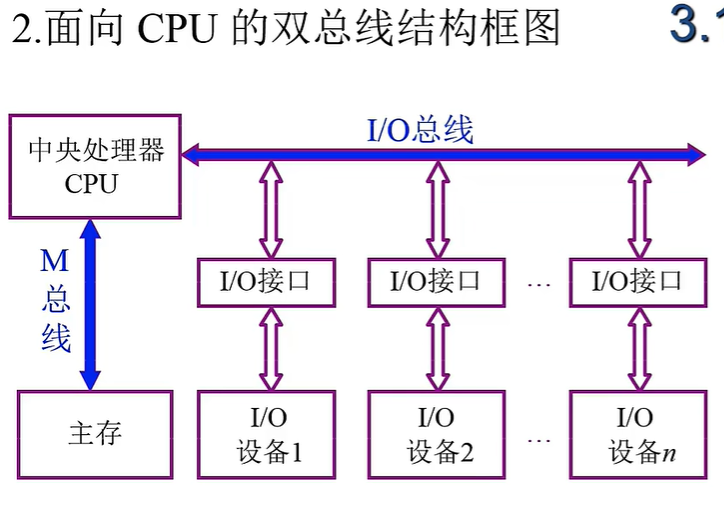 2.面向 CPU 的双总线结构框图
3.1
中央处理器
CPU
I/O总线
M
总
线
I/O接口
I/O接口
…
I/O接口
主存
I/O
设备1
I/O
设备2
…
I/O
设备n